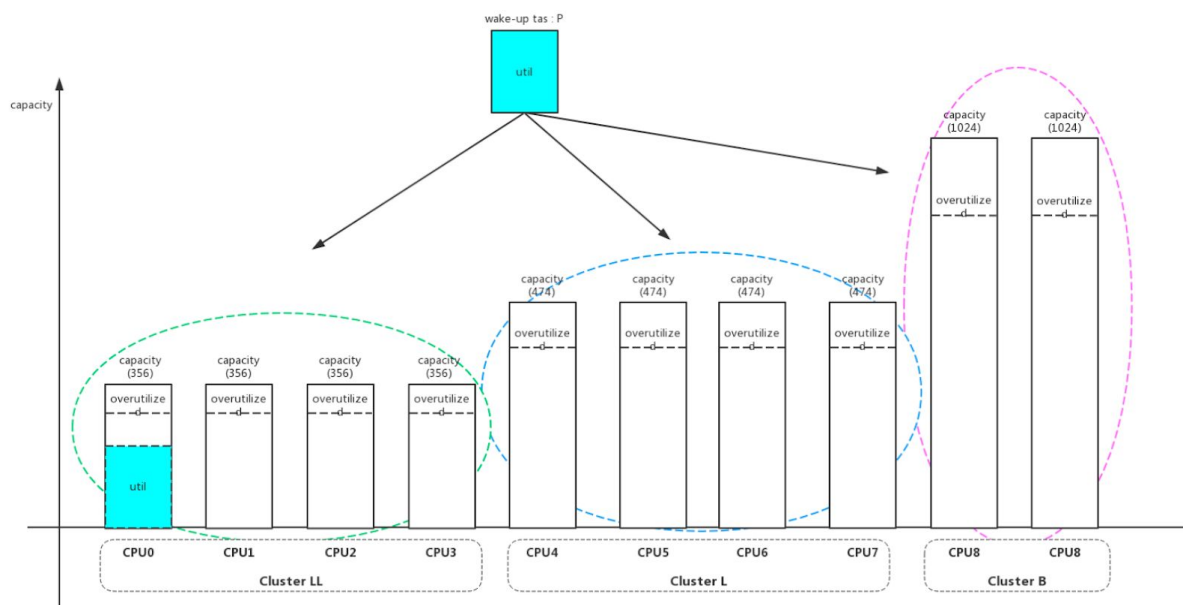 wake-up tas : P
util
capacity
capacity
(1024)
capacity
(1024)
overutilize
d
overutilize
d
capacity
(474)
capacity
(474)
capacity
(474)
capacity
(474)
overutilize
d
overutilize
d
overutilize
d
overutilize
d
capacity
(356)
capacity
(356)
capacity
(356)
capacity
(356)
overutilize
d
overutilize
d
overutilize
d
overutilize
d
util
CPU0 CPU1 CPU2 CPU3 CPU4 CPU5 CPU6 CPU7 CPU8 CPU8
Cluster LL Cluster L Cluster B